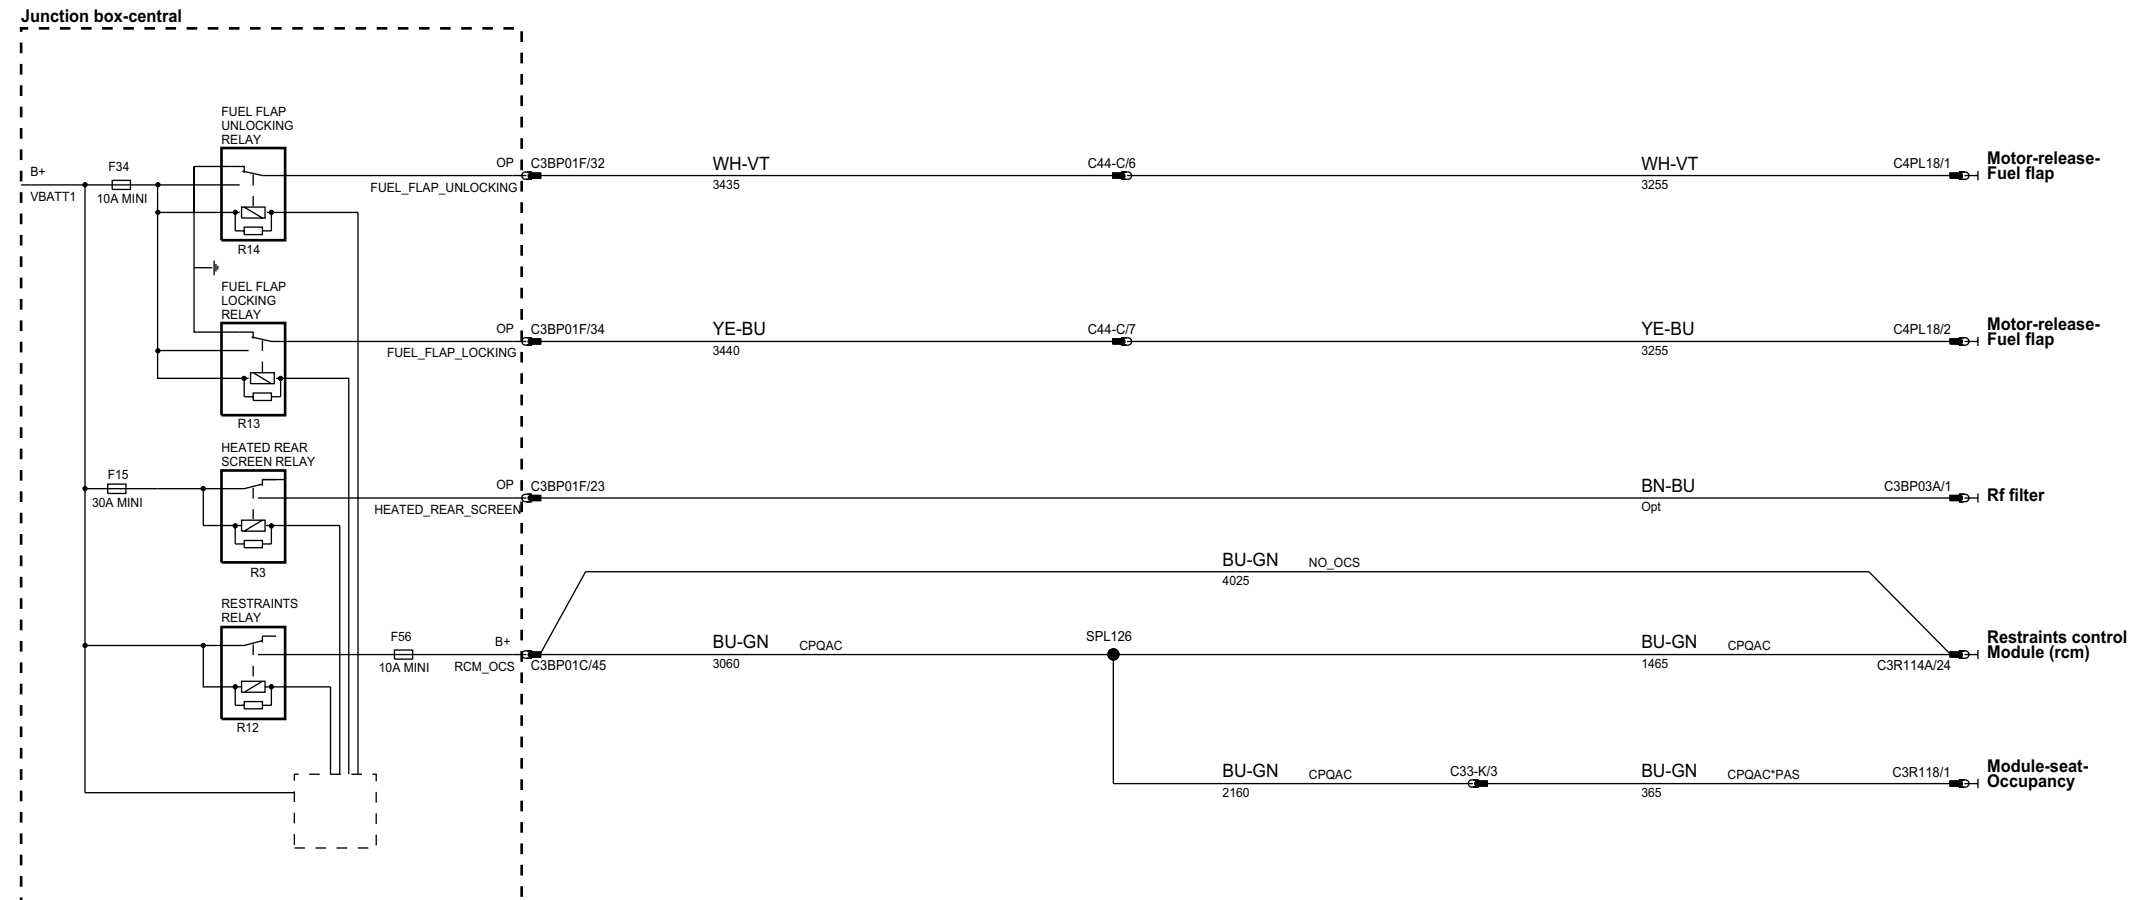 Junction box-central
FUEL FLAP
UNLOCKING
RELAY
B+
F34
VBATT1
10A MINI
R14
OP
C3BP01F/32
FUEL_FLAP_UNLOCKING
WH-VT
3435
C44-C/6
WH-VT
3255
C4PL18/1
Motor-release-
Fuel flap
FUEL FLAP
LOCKING
RELAY
R13
OP
C3BP01F/34
FUEL_FLAP_LOCKING
YE-BU
3440
C44-C/7
YE-BU
3255
C4PL18/2
Motor-release-
Fuel flap
HEATED REAR
SCREEN RELAY
F15
30A MINI
R3
OP
C3BP01F/23
HEATED_REAR_SCREEN
BN-BU
Opt
C3BP03A/1
Rf filter
BU-GN NO_OCS
4025
RESTRAINTS
RELAY
R12
F56
10A MINI
B+
RCM_OCS
C3BP01C/45
BU-GN CPQAC
3060
SPL126
BU-GN CPQAC
1465
C3R114A/24
Restraints control
Module (rcm)
BU-GN CPQAC
2160
C33-K/3
BU-GN CPQAC*PAS
365
C3R118/1
Module-seat-
Occupancy